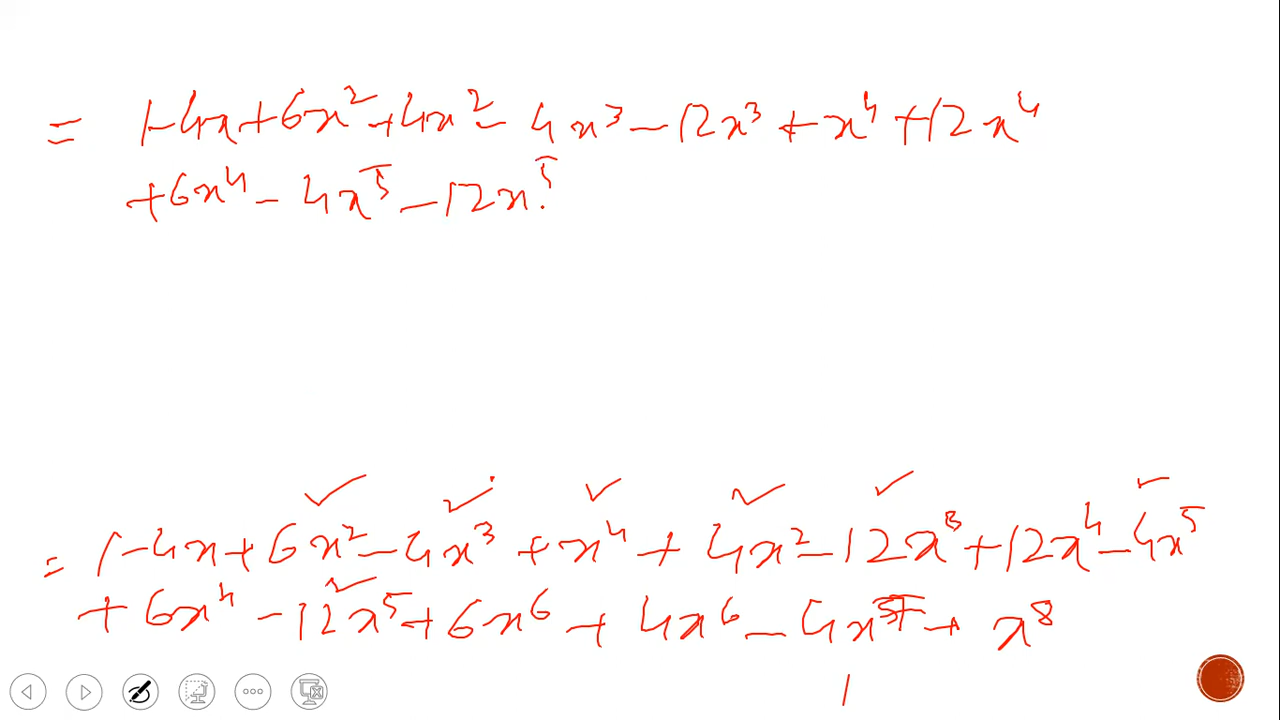 = 1-4x+6x²+4x²-4x³-12x³+x⁴+12x⁴
+6x⁴-4x⁵-12x⁵
= 1-4x+6x²-4x³+x⁴+4x²-12x³+12x⁴-4x⁵
+6x⁴-12x⁵+6x⁶+4x⁶-4x⁷+x⁸